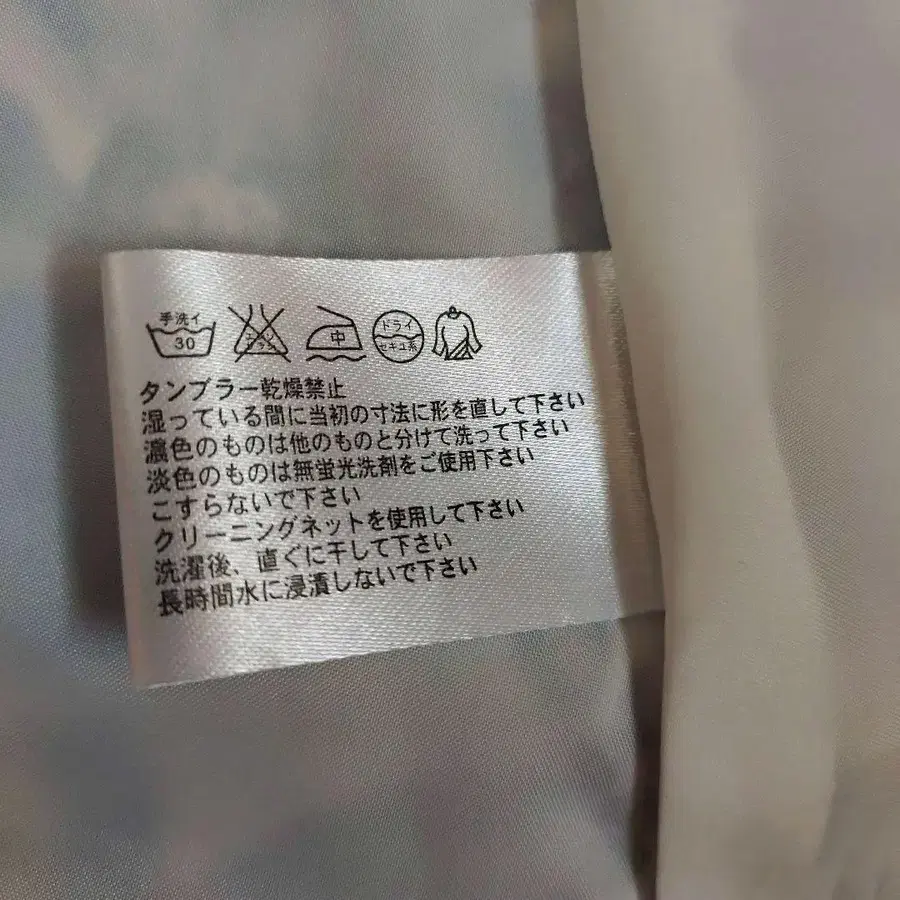 手洗イ
30
エンソ
サラシ
中
ドライ
セキユ系
タンブラー乾燥禁止
湿っている間に当初の寸法に形を直して下さい
濃色のものは他のものと分けて洗って下さい
淡色のものは無蛍光洗剤をご使用下さい
こすらないで下さい
クリーニングネットを使用して下さい
洗濯後、直ぐに干して下さい
長時間水に浸漬しないで下さい